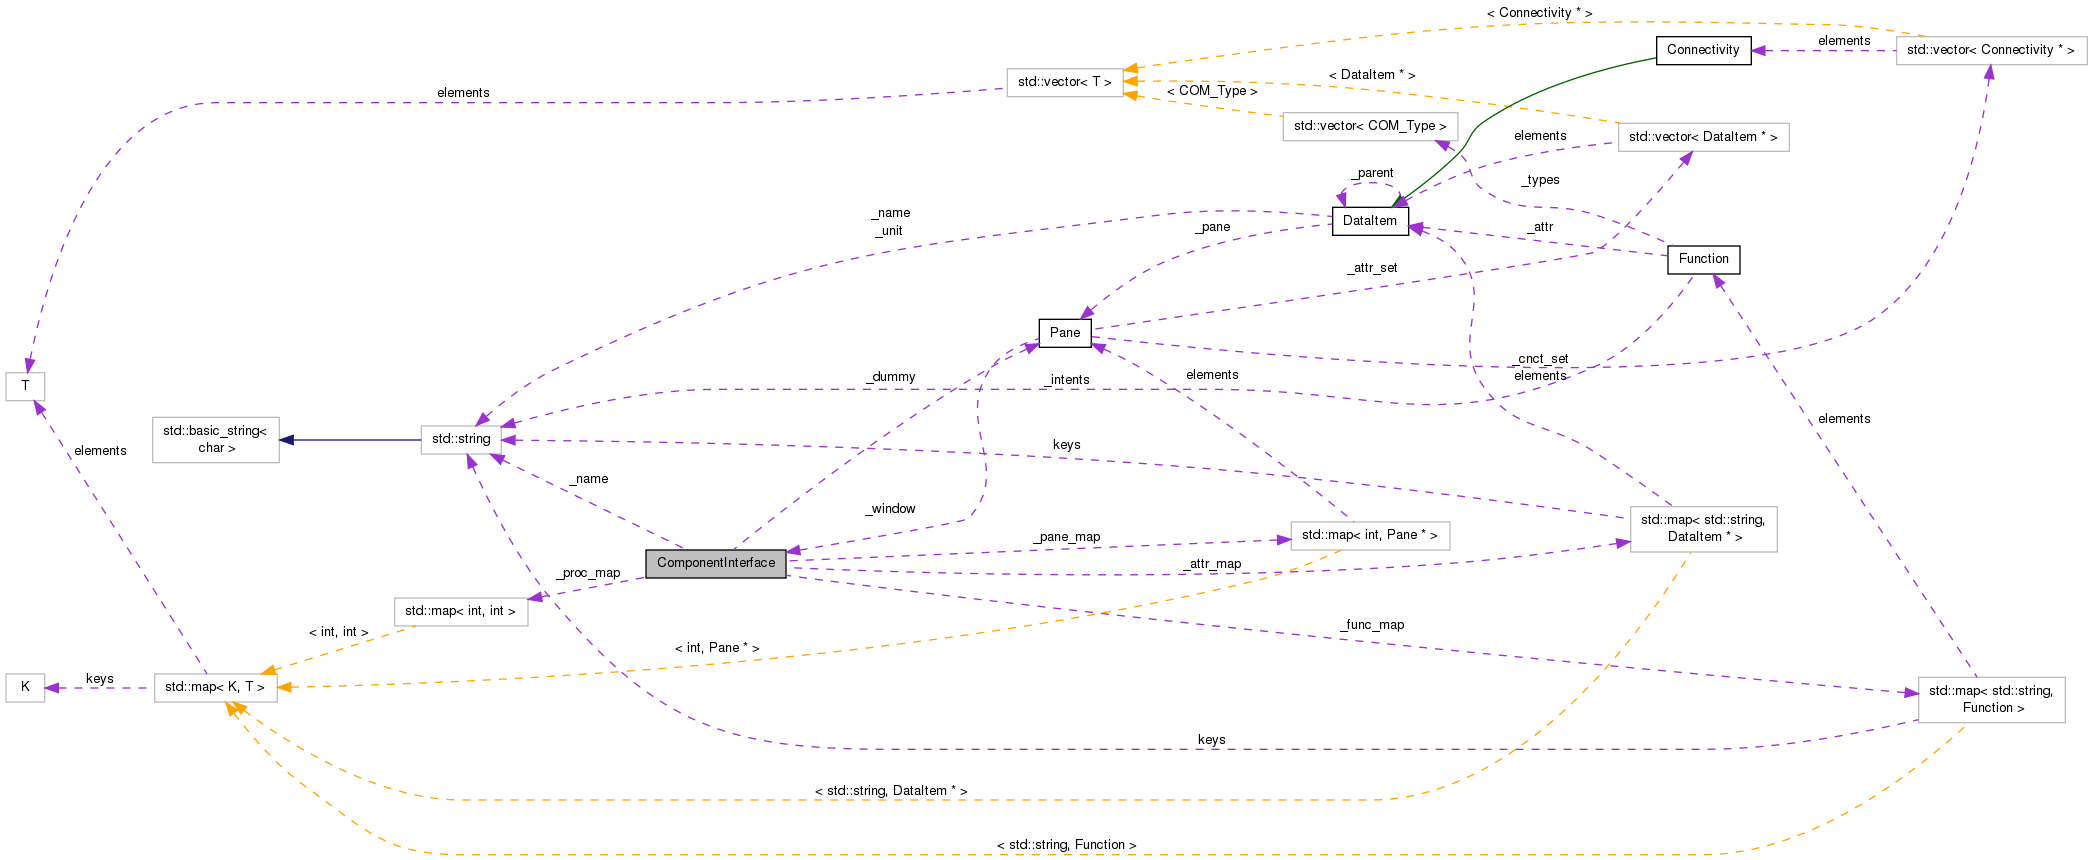 < Connectivity * >
elements
Connectivity
std::vector< Connectivity * >
< DataItem * >
std::vector< T >
elements
< COM_Type >
std::vector< COM_Type >
elements
std::vector< DataItem * >
_parent
_types
_name
_unit
DataItem
_pane
_attr
Function
_attr_set
Pane
_cnct_set
elements
_dummy
_intents
elements
T
std::basic_string<
char >
std::string
elements
keys
elements
_name
_window
std::map< std::string,
DataItem * >
_pane_map
std::map< int, Pane * >
ComponentInterface
_attr_map
_proc_map
std::map< int, int >
_func_map
< int, int >
< int, Pane * >
K
keys
std::map< K, T >
std::map< std::string,
Function >
keys
< std::string, DataItem * >
< std::string, Function >